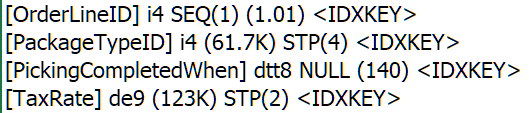 [OrderLineID] i4 SEQ(1) (1.01) <IDXKEY>
[PackageTypeID] i4 (61.7K) STP(4) <IDXKEY>
[PickingCompletedWhen] dtt8 NULL (140) <IDXKEY>
[TaxRate] de9 (123K) STP(2) <IDXKEY>